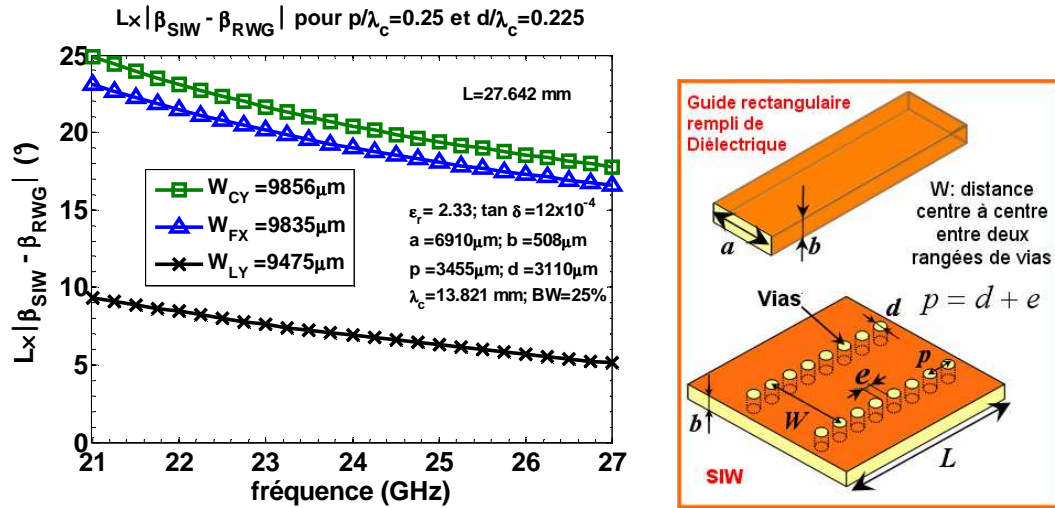 L×|β_SIW - β_RWG| pour p/λ_c=0.25 et d/λ_c=0.225
L×|β_SIW - β_RWG| (°)
25
20
15
10
5
0
L=27.642 mm
W_CY =9856µm
W_FX =9835µm
W_LY =9475µm
ε_r= 2.33; tan δ =12x10^-4
a=6910µm; b =508µm
p =3455µm; d =3110µm
λ_c=13.821 mm; BW=25%
21 22 23 24 25 26 27
fréquence (GHz)
Guide rectangulaire
rempli de
Diélectrique
a
b
W: distance
centre à centre
entre deux
rangées de vias
p = d + e
Vias
d
p
e
W
b
L
SIW